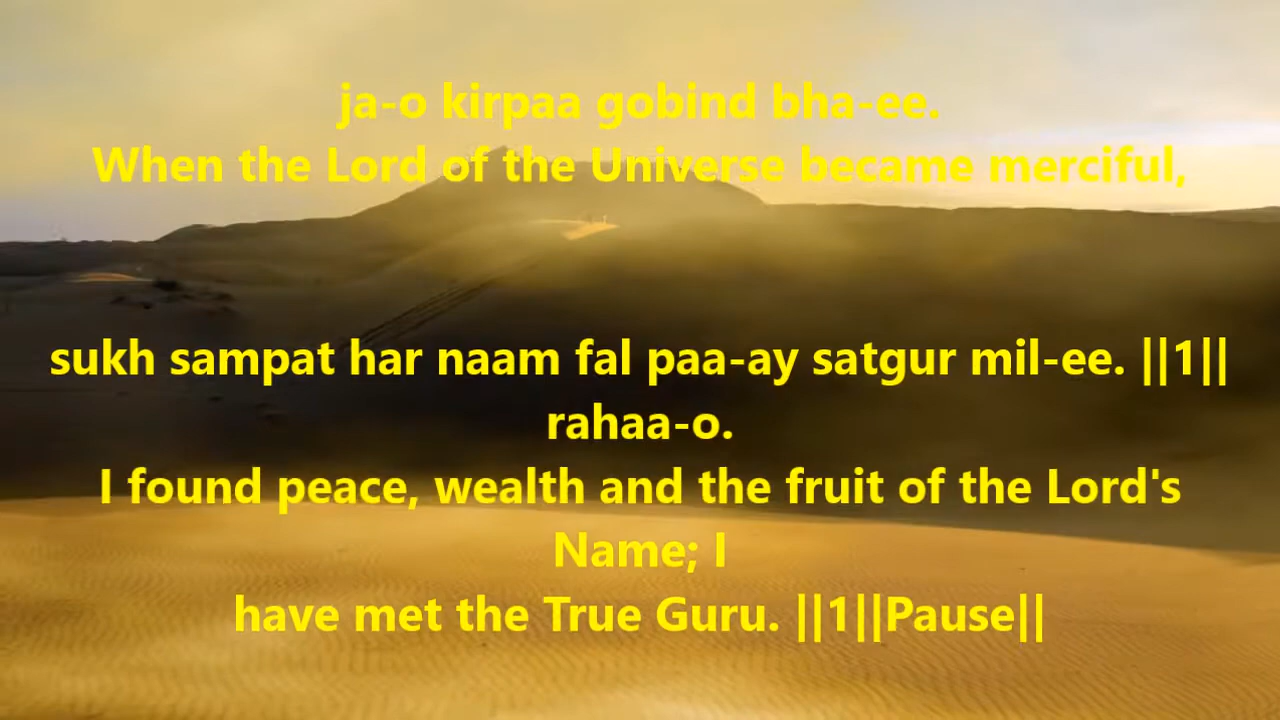 ja-o kirpaa gobind bha-ee.
When the Lord of the Universe became merciful,
sukh sampat har naam fal paa-ay satgur mil-ee. ||1||
rahaa-o.
I found peace, wealth and the fruit of the Lord's
Name; I
have met the True Guru. ||1||Pause||